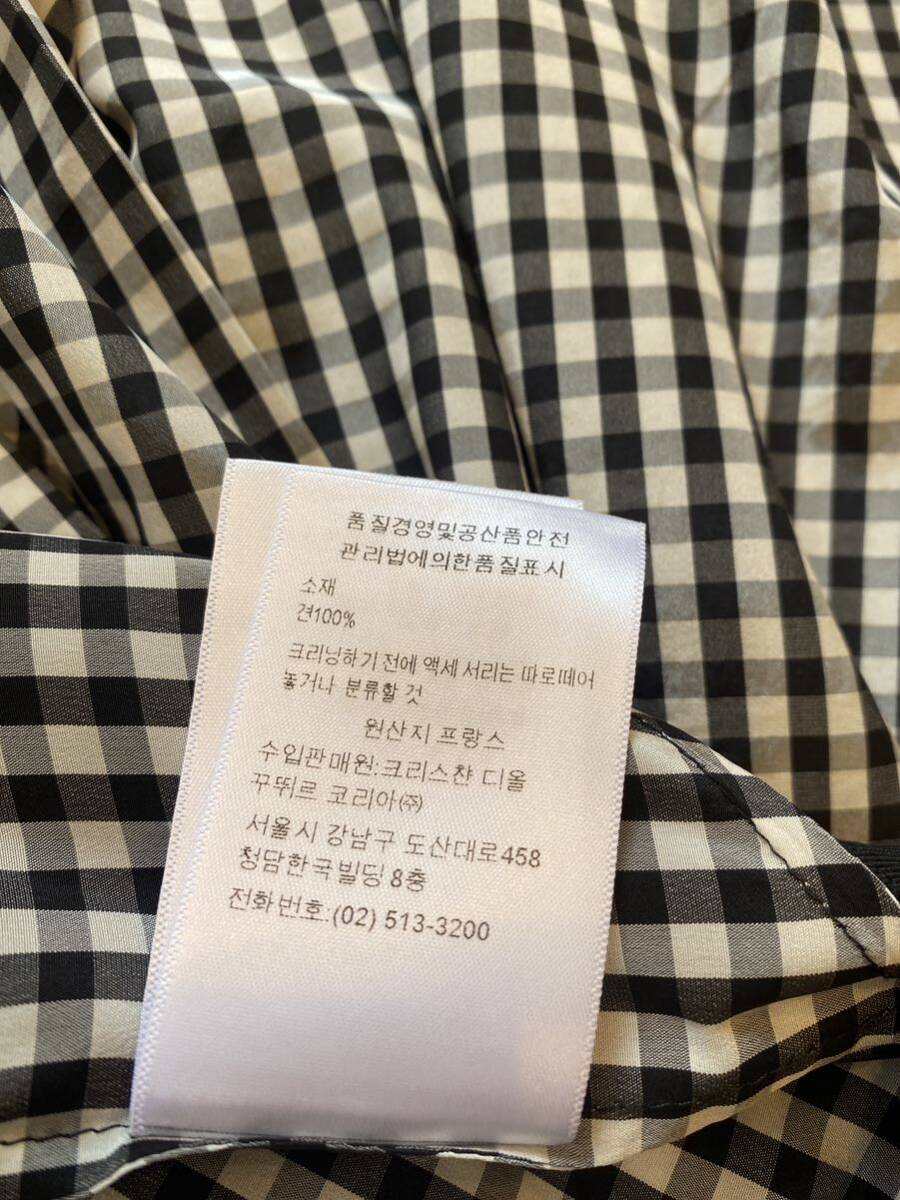 품질경영및공산품안전
관리법에의한품질표시
소재
견100%
크리닝하기 전에 액세 서리는 따로떼어
놓거나 분류할 것
원산지 프랑스
수입판매원:크리스챤 디올
꾸뛰르 코리아㈜
서울시 강남구 도산대로458
청담한국빌딩 8층
전화번호:(02) 513-3200